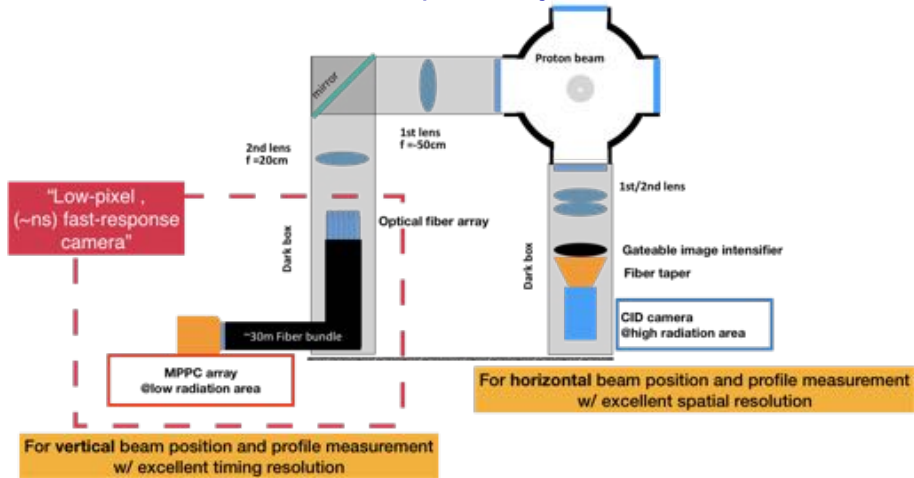 Proton beam
mirror
1st lens
f =-50cm
2nd lens
f =20cm
"Low-pixel ,
(~ns) fast-response
camera"
Optical fiber array
Dark box
~30m Fiber bundle
MPPC array
@low radiation area
For vertical beam position and profile measurement
w/ excellent timing resolution
1st/2nd lens
Gateable image intensifier
Fiber taper
Dark box
CID camera
@high radiation area
For horizontal beam position and profile measurement
w/ excellent spatial resolution